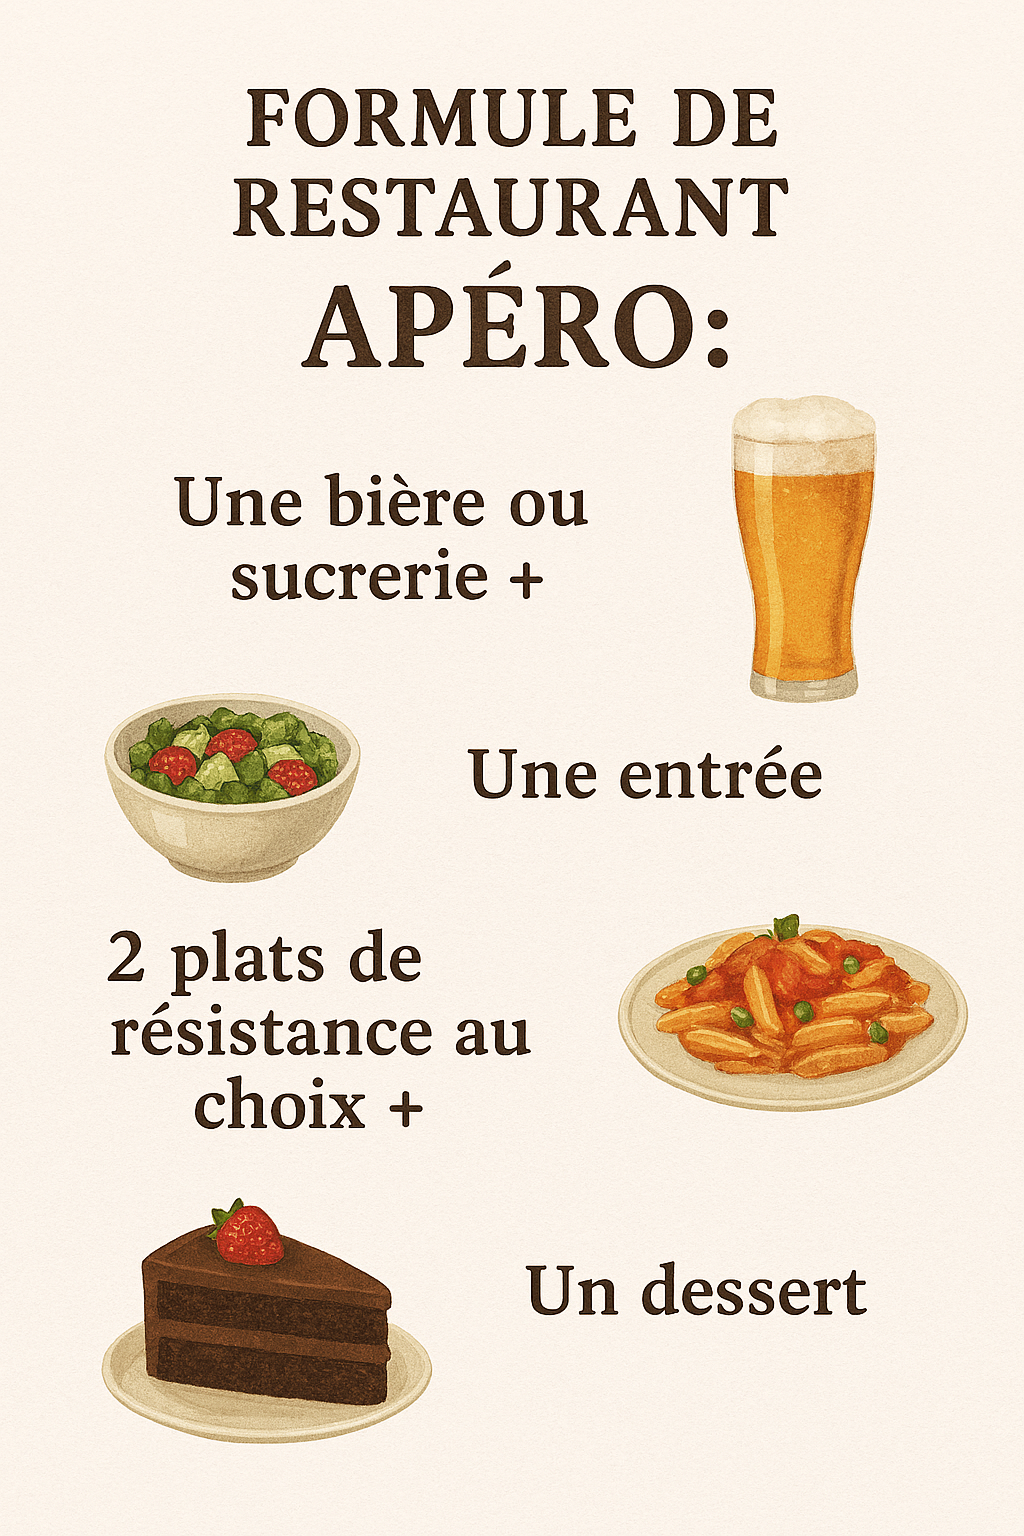 FORMULE DE
RESTAURANT
APÉRO:
Une bière ou
sucrerie +
Une entrée
2 plats de
résistance au
choix +
Un dessert